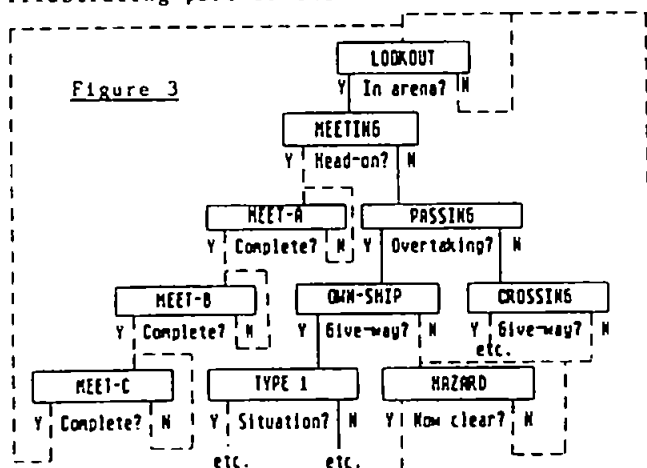 LOOKOUT
Figure 3
Y In arena? N
MEETING
Y Head-on? N
MEET-A PASSING
Y Complete? N Y Overtaking? N
MEET-B OWN-SHIP CROSSING
Y Complete? N Y Give-way? N Y Give-way? N
etc.
MEET-C TYPE 1 HAZARD
Y Complete? N Y Situation? N Y Now clear? N
etc. etc.